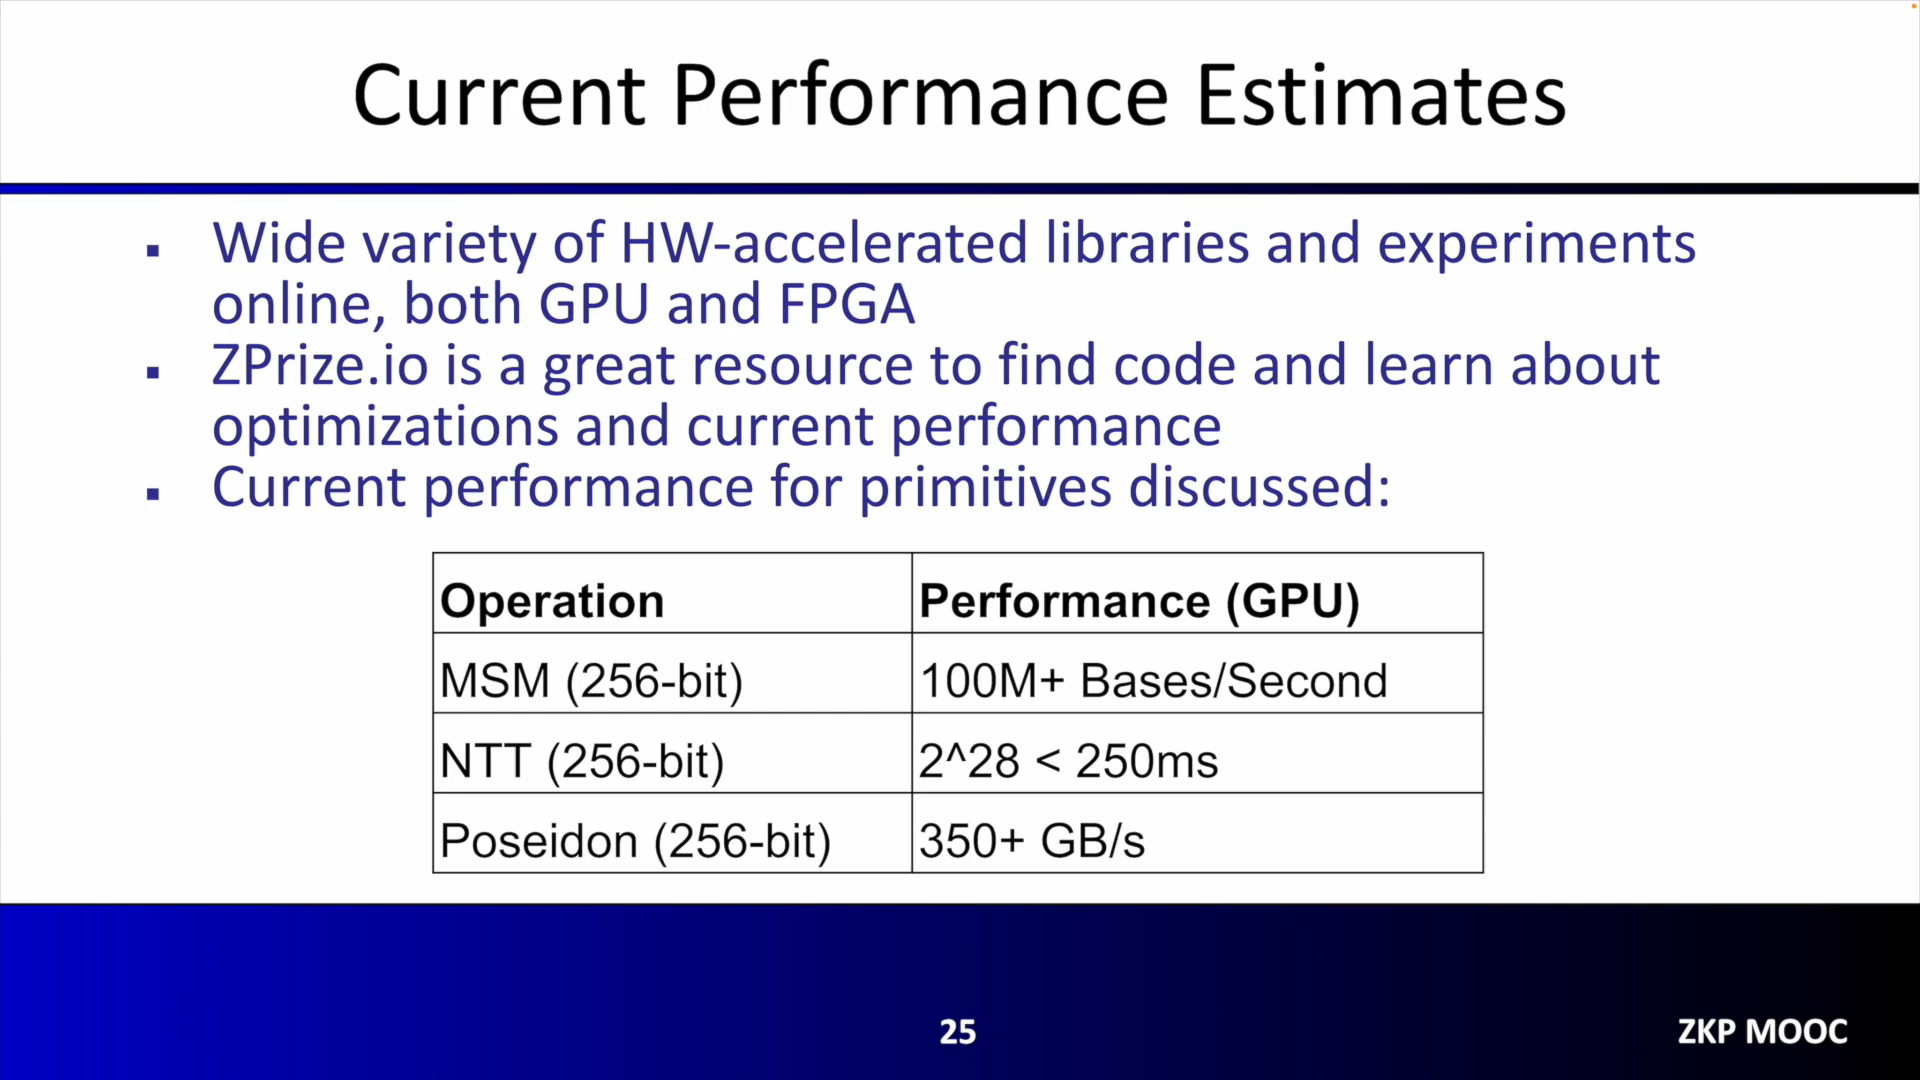 Current Performance Estimates
▪ Wide variety of HW-accelerated libraries and experiments
online, both GPU and FPGA
▪ ZPrize.io is a great resource to find code and learn about
optimizations and current performance
▪ Current performance for primitives discussed:
Operation Performance (GPU)
MSM (256-bit) 100M+ Bases/Second
NTT (256-bit) 2^28 < 250ms
Poseidon (256-bit) 350+ GB/s
25 ZKP MOOC